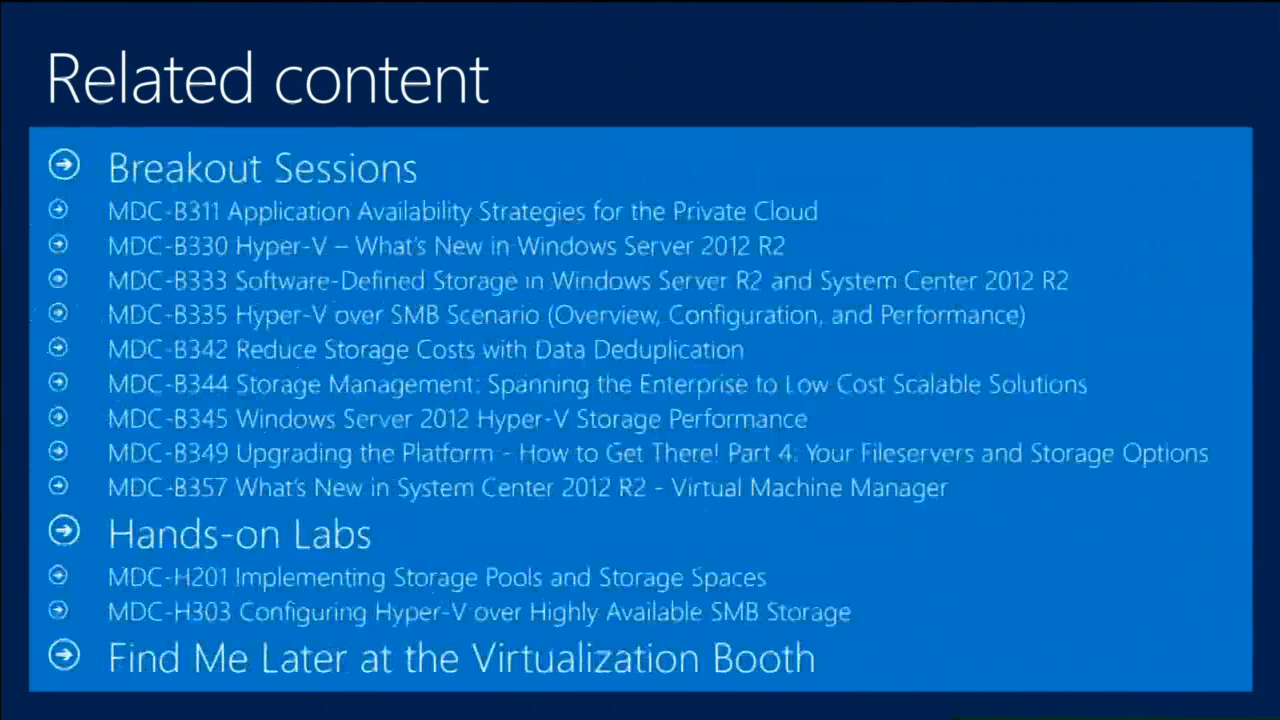 Related content
Breakout Sessions
MDC-B311 Application Availability Strategies for the Private Cloud
MDC-B330 Hyper-V – What's New in Windows Server 2012 R2
MDC-B333 Software-Defined Storage in Windows Server R2 and System Center 2012 R2
MDC-B335 Hyper-V over SMB Scenario (Overview, Configuration, and Performance)
MDC-B342 Reduce Storage Costs with Data Deduplication
MDC-B344 Storage Management: Spanning the Enterprise to Low Cost Scalable Solutions
MDC-B345 Windows Server 2012 Hyper-V Storage Performance
MDC-B349 Upgrading the Platform - How to Get There! Part 4: Your Fileservers and Storage Options
MDC-B357 What's New in System Center 2012 R2 - Virtual Machine Manager
Hands-on Labs
MDC-H201 Implementing Storage Pools and Storage Spaces
MDC-H303 Configuring Hyper-V over Highly Available SMB Storage
Find Me Later at the Virtualization Booth